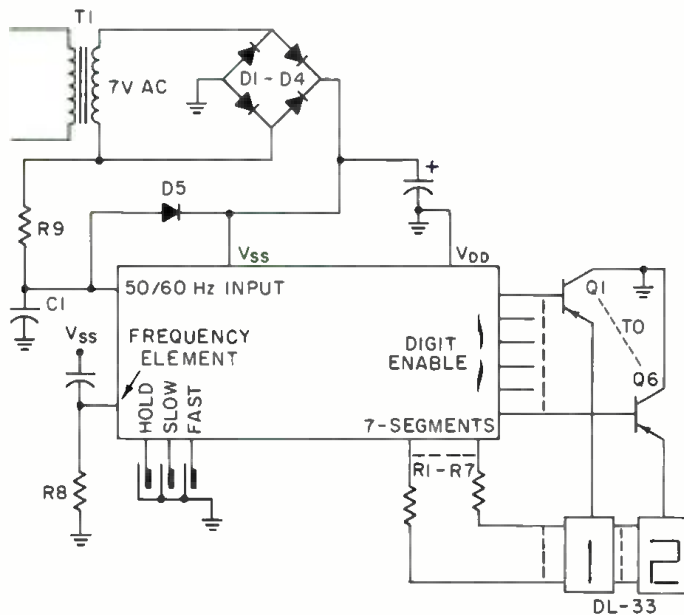 T1
7V AC
D1 - D4
+
D5
R9
VSS
VDD
50/60 Hz INPUT
C1
Q1
VSS
FREQUENCY
ELEMENT
DIGIT
ENABLE
TO
Q6
HOLD
SLOW
FAST
7-SEGMENTS
R1-R7
R8
1
2
DL-33